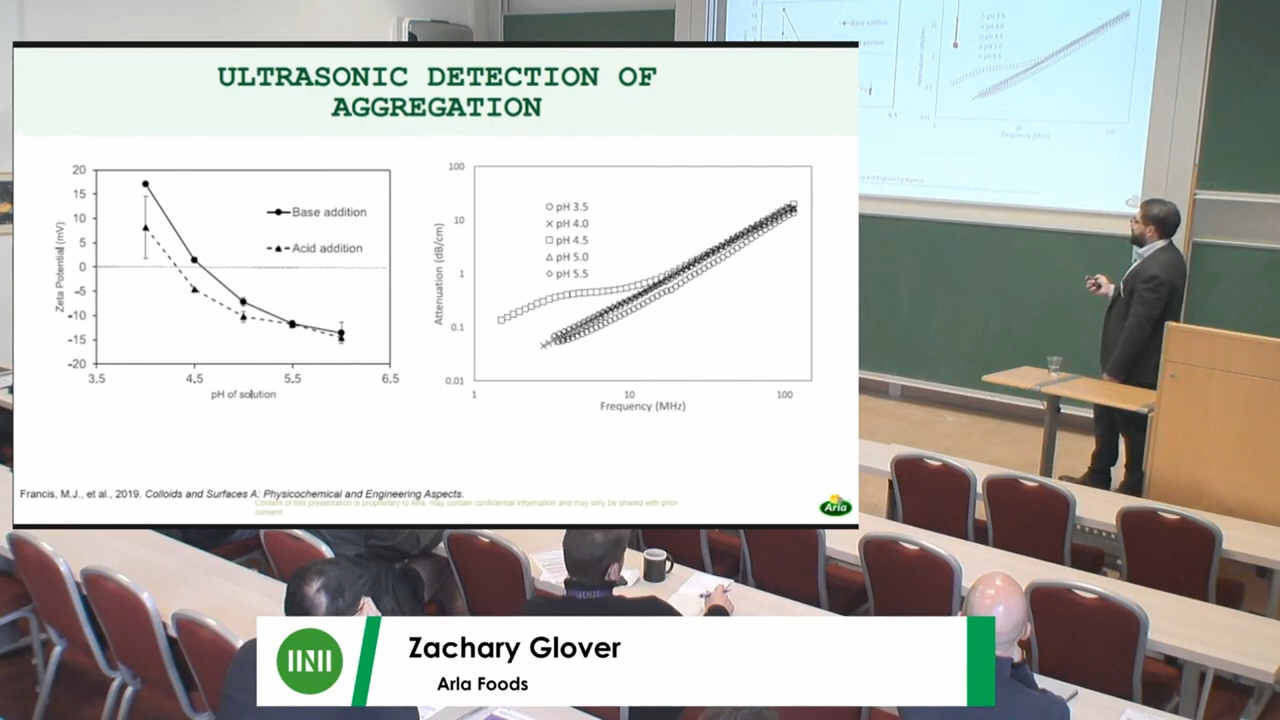 ULTRASONIC DETECTION OF
AGGREGATION
20
15
10
5
0
-5
-10
-15
-20
3.5
4.5
5.5
6.5
Zeta Potential (mV)
pH of solution
Base addition
Acid addition
100
10
1
0.1
0.01
1
10
100
Attenuation (dB/cm)
Frequency (MHz)
pH 3.5
pH 4.0
pH 4.5
pH 5.0
pH 5.5
Francis, M.J., et al., 2019. Colloids and Surfaces A: Physicochemical and Engineering Aspects.
Content of this presentation is proprietary to Arla, may contain confidential information and may only be shared with prior
consent.
Arla
Base addition
Frequency (MHz)
Zachary Glover
Arla Foods